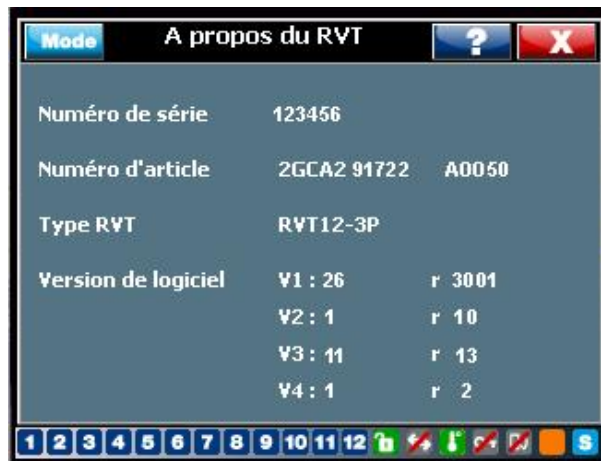 Mode A propos du RVT ? X
Numéro de série 123456
Numéro d'article 2GCA2 91722 A0050
Type RVT RVT12-3P
Version de logiciel V1 : 26 r 3001
V2 : 1 r 10
V3 : 11 r 13
V4 : 1 r 2
1 2 3 4 5 6 7 8 9 10 11 12 S